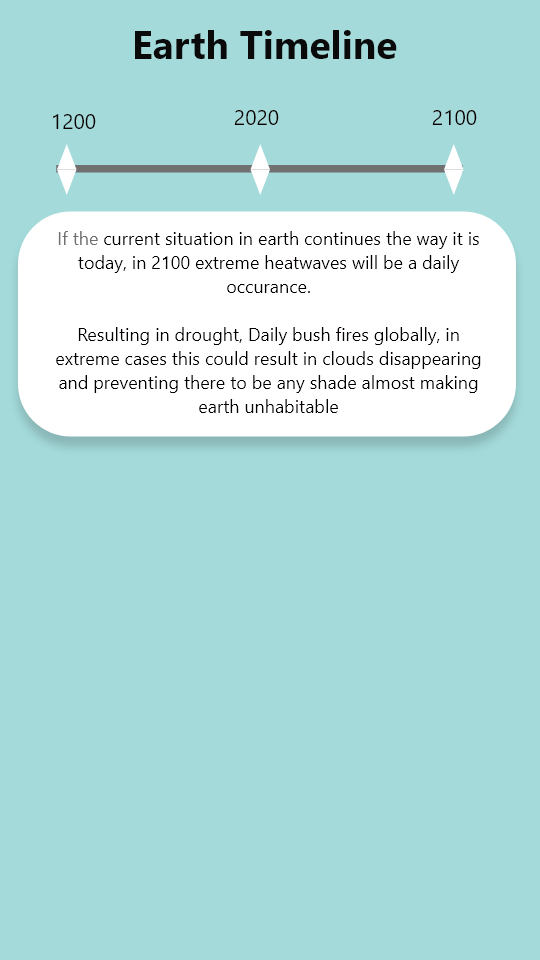 Earth Timeline
1200 2020 2100
If the current situation in earth continues the way it is
today, in 2100 extreme heatwaves will be a daily
occurance.
Resulting in drought, Daily bush fires globally, in
extreme cases this could result in clouds disappearing
and preventing there to be any shade almost making
earth unhabitable